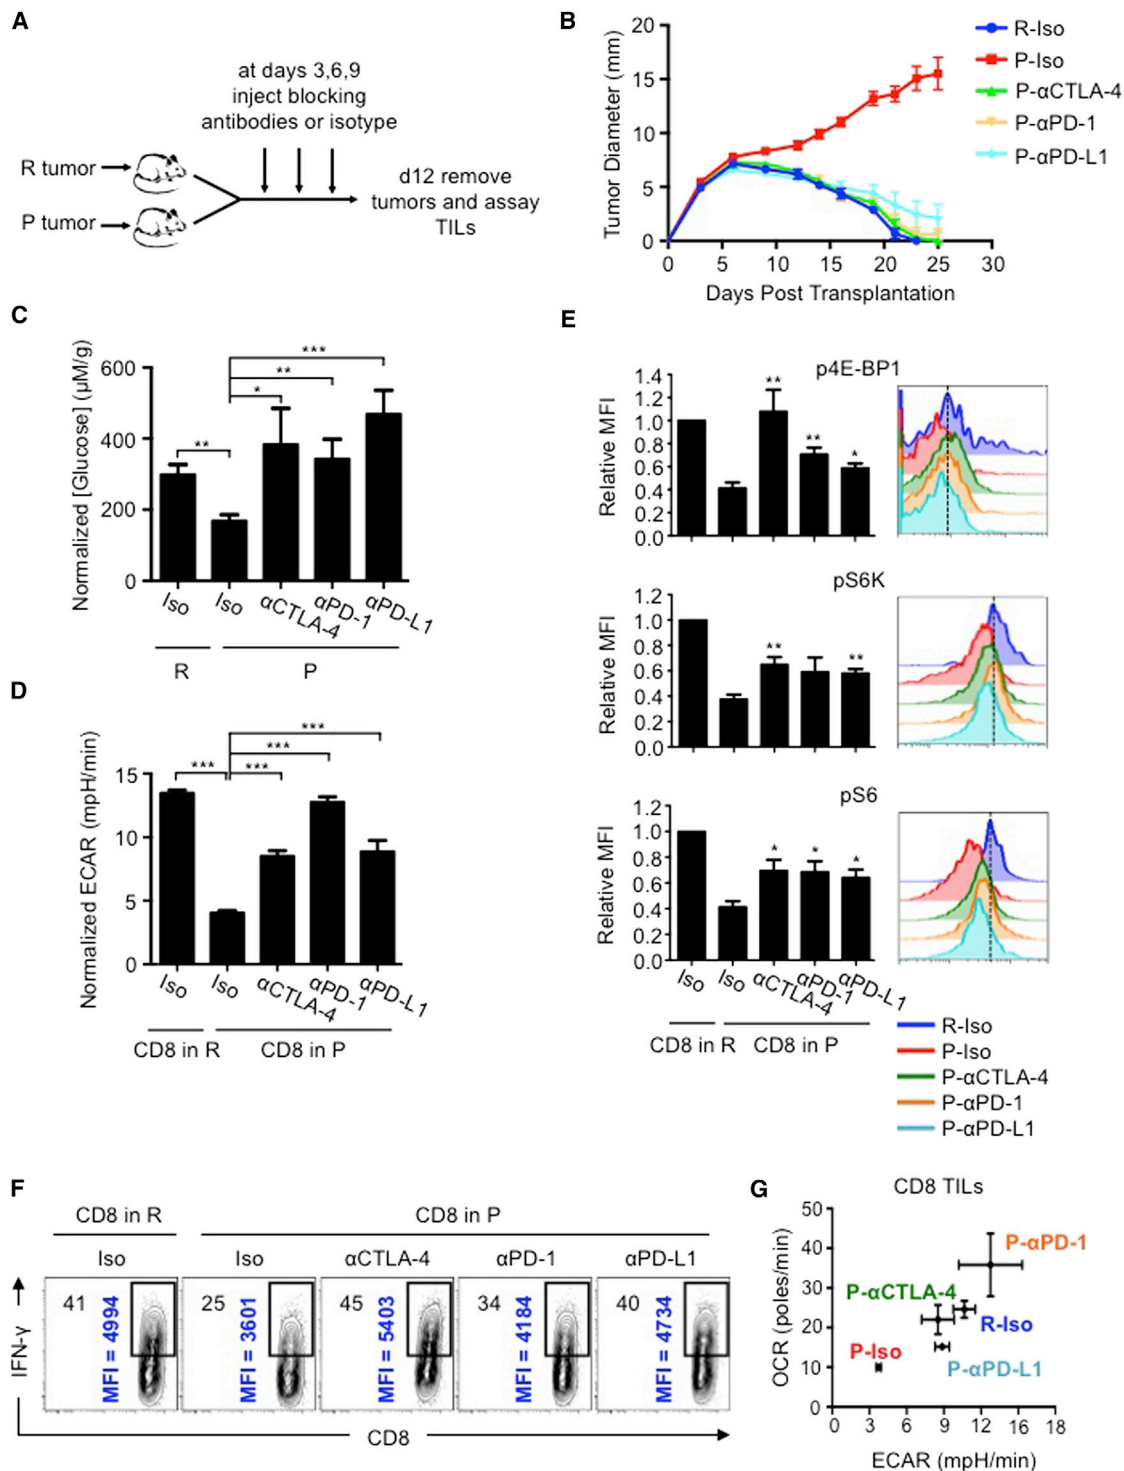 A
at days 3,6,9
inject blocking
antibodies or isotype
R tumor
P tumor
d12 remove
tumors and assay
TILs
B
Tumor Diameter (mm)
20
15
10
5
0
0 5 10 15 20 25 30
Days Post Transplantation
R-Iso
P-Iso
P-αCTLA-4
P-αPD-1
P-αPD-L1
C
Normalized [Glucose] (µM/g)
600
400
200
0
** * ** ***
Iso Iso αCTLA-4 αPD-1 αPD-L1
R P
D
Normalized ECAR (mpH/min)
15
10
5
0
*** *** *** ***
Iso Iso αCTLA-4 αPD-1 αPD-L1
CD8 in R CD8 in P
E
p4E-BP1
Relative MFI
1.4
1.2
1.0
0.8
0.6
0.4
0.2
0.0
** ** *
pS6K
Relative MFI
1.2
1.0
0.8
0.6
0.4
0.2
0.0
** **
pS6
Relative MFI
1.2
1.0
0.8
0.6
0.4
0.2
0.0
* * *
Iso Iso αCTLA-4 αPD-1 αPD-L1
CD8 in R CD8 in P
R-Iso
P-Iso
P-αCTLA-4
P-αPD-1
P-αPD-L1
F
CD8 in R CD8 in P
Iso Iso αCTLA-4 αPD-1 αPD-L1
41 MFI = 4994
25 MFI = 3601
45 MFI = 5403
34 MFI = 4184
40 MFI = 4734
IFN-γ
CD8
G
CD8 TILs
OCR (poles/min)
50
40
30
20
10
0
P-αPD-1
P-αCTLA-4
R-Iso
P-Iso
P-αPD-L1
0 3 6 9 12 15 18
ECAR (mpH/min)